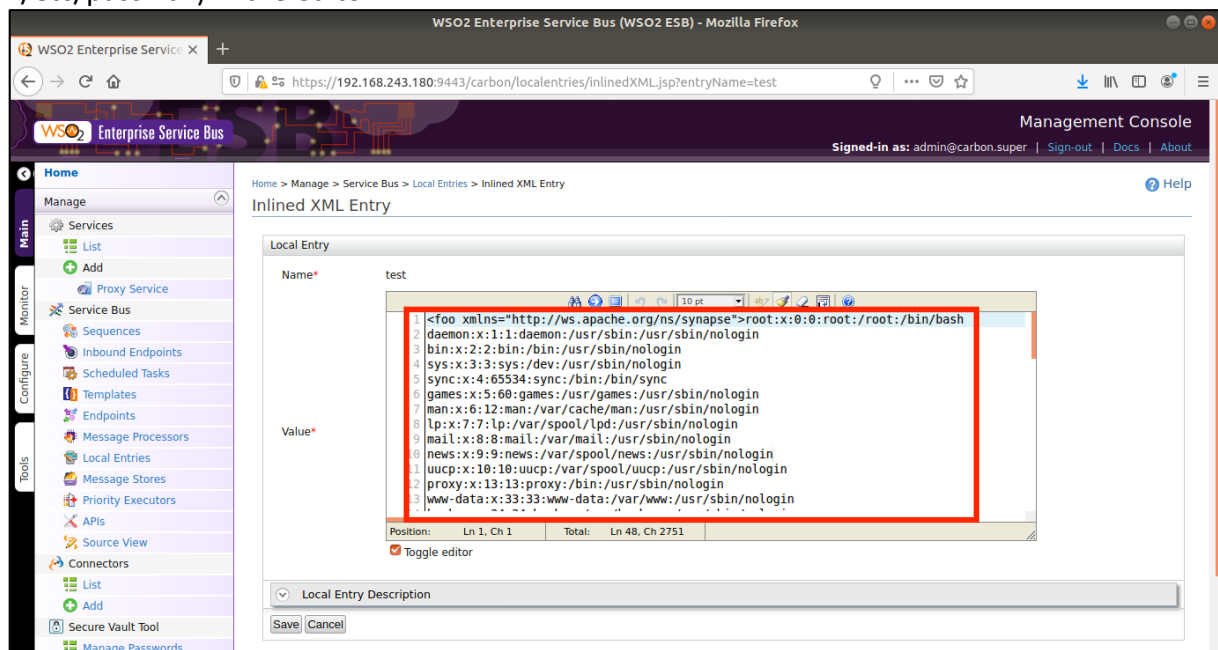 WSO2 Enterprise Service Bus (WSO2 ESB) - Mozilla Firefox
WSO2 Enterprise Service
https://192.168.243.180:9443/carbon/localentries/inlinedXML.jsp?entryName=test
WSO2 Enterprise Service Bus
Management Console
Signed-in as: admin@carbon.super | Sign-out | Docs | About
Main
Monitor
Configure
Tools
Home
Manage
Services
List
Add
Proxy Service
Service Bus
Sequences
Inbound Endpoints
Scheduled Tasks
Templates
Endpoints
Message Processors
Local Entries
Message Stores
Priority Executors
APIs
Source View
Connectors
List
Add
Secure Vault Tool
Manage Passwords
Home > Manage > Service Bus > Local Entries > Inlined XML Entry
Help
Inlined XML Entry
Local Entry
Name* test
10 pt
Value*
1 <foo xmlns="http://ws.apache.org/ns/synapse">root:x:0:0:root:/root:/bin/bash
2 daemon:x:1:1:daemon:/usr/sbin:/usr/sbin/nologin
3 bin:x:2:2:bin:/bin:/usr/sbin/nologin
4 sys:x:3:3:sys:/dev:/usr/sbin/nologin
5 sync:x:4:65534:sync:/bin:/bin/sync
6 games:x:5:60:games:/usr/games:/usr/sbin/nologin
7 man:x:6:12:man:/var/cache/man:/usr/sbin/nologin
8 lp:x:7:7:lp:/var/spool/lpd:/usr/sbin/nologin
9 mail:x:8:8:mail:/var/mail:/usr/sbin/nologin
10 news:x:9:9:news:/var/spool/news:/usr/sbin/nologin
11 uucp:x:10:10:uucp:/var/spool/uucp:/usr/sbin/nologin
12 proxy:x:13:13:proxy:/bin:/usr/sbin/nologin
13 www-data:x:33:33:www-data:/var/www:/usr/sbin/nologin
Position: Ln 1, Ch 1 Total: Ln 48, Ch 2751
Toggle editor
Local Entry Description
Save Cancel